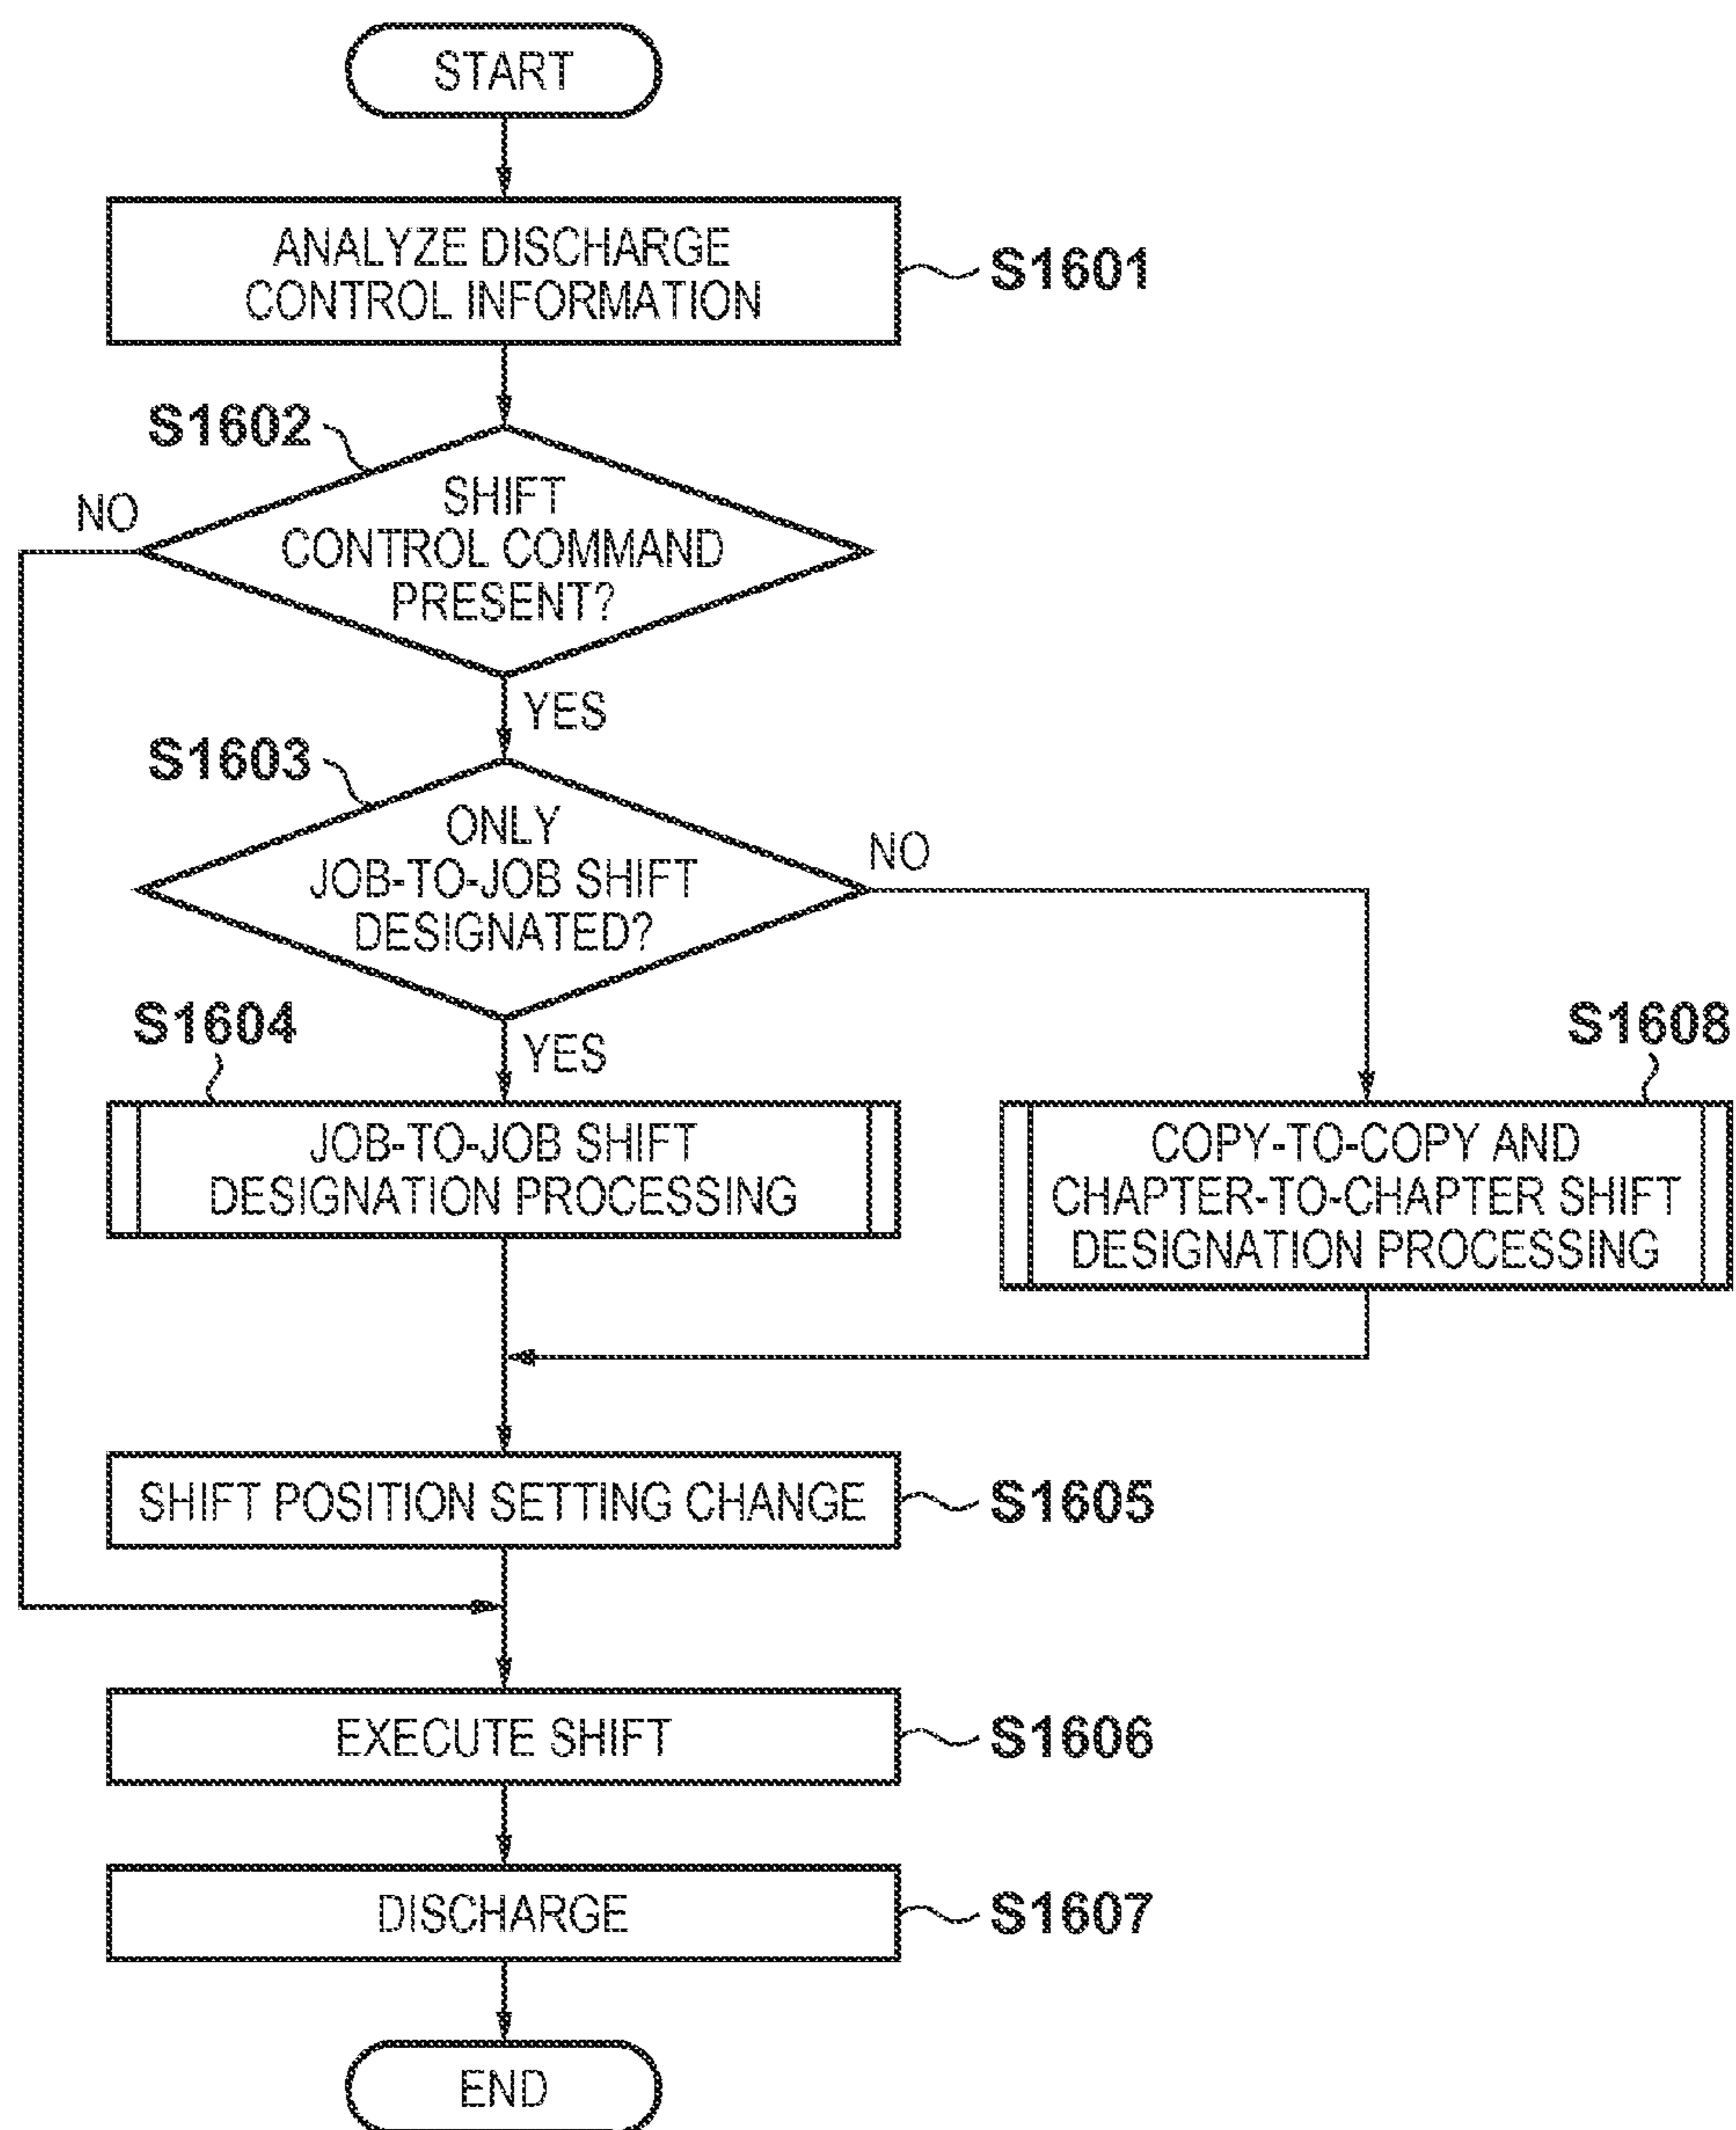 START
ANALYZE DISCHARGE
CONTROL INFORMATION
S1601
S1602
NO
SHIFT
CONTROL COMMAND
PRESENT?
YES
S1603
ONLY
JOB-TO-JOB SHIFT
DESIGNATED?
NO
S1604
YES
S1608
JOB-TO-JOB SHIFT
DESIGNATION PROCESSING
COPY-TO-COPY AND
CHAPTER-TO-CHAPTER SHIFT
DESIGNATION PROCESSING
SHIFT POSITION SETTING CHANGE
S1605
EXECUTE SHIFT
S1606
DISCHARGE
S1607
END